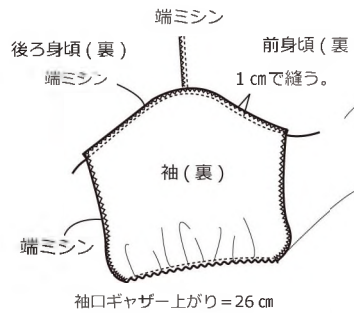 端ミシン
後ろ身頃(裏)
前身頃(裏
端ミシン
1㎝で縫う。
袖(裏)
端ミシン
袖口ギャザー上がり=26㎝